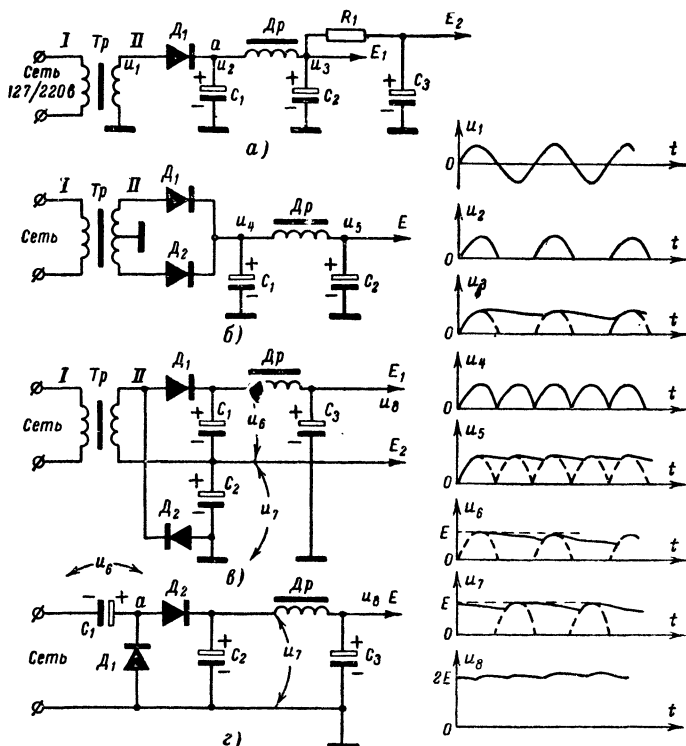 I Тр II Д₁ a Др R₁ E₂
Сеть 127/220в
u₁ u₂ u₃ E₁
+ − C₁ + − C₂ + − C₃
а)
I Тр II Д₁ u₄ Др u₅ E
Сеть
Д₂ + − C₁ + − C₂
б)
I Тр II Д₁ Др E₁
u₈
Сеть + − C₁ u₆ + − C₃
E₂
Д₂ + − C₂ u₇
в)
u₆
− + C₁ a Д₂ Др u₈ E
Сеть Д₁ + − C₂ u₇ + − C₃
г)
u₁ t
0
u₂ t
0
u₃ t
0
u₄ t
0
u₅ t
0
u₆ t
E
0
u₇ t
E
0
u₈
2E
0 t